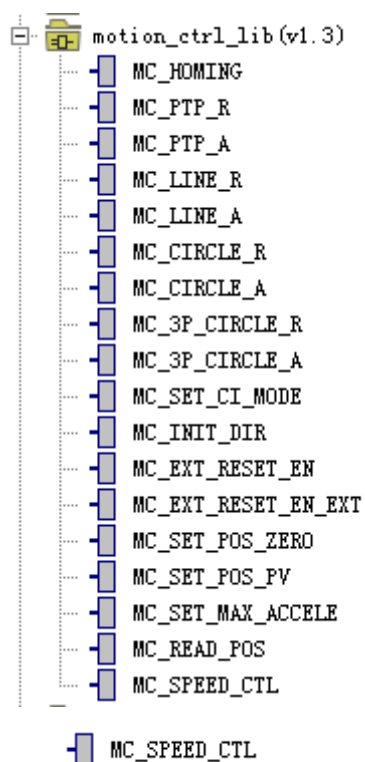 motion_ctrl_lib(v1.3)
MC_HOMING
MC_PTP_R
MC_PTP_A
MC_LINE_R
MC_LINE_A
MC_CIRCLE_R
MC_CIRCLE_A
MC_3P_CIRCLE_R
MC_3P_CIRCLE_A
MC_SET_CI_MODE
MC_INIT_DIR
MC_EXT_RESET_EN
MC_EXT_RESET_EN_EXT
MC_SET_POS_ZERO
MC_SET_POS_PV
MC_SET_MAX_ACCELE
MC_READ_POS
MC_SPEED_CTL
MC_SPEED_CTL